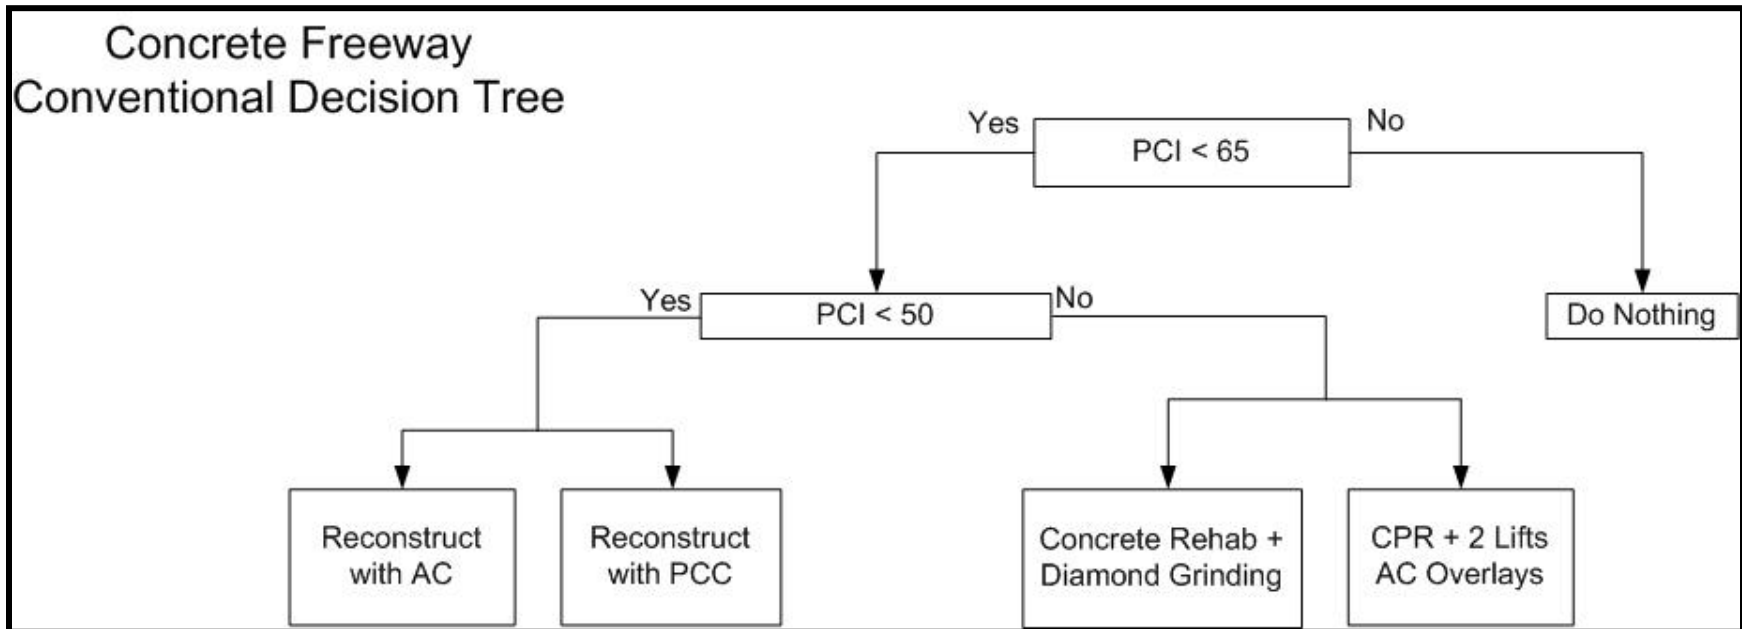 Concrete Freeway
Conventional Decision Tree
Yes
PCI < 65
No
Yes
PCI < 50
No
Do Nothing
Reconstruct
with AC
Reconstruct
with PCC
Concrete Rehab +
Diamond Grinding
CPR + 2 Lifts
AC Overlays